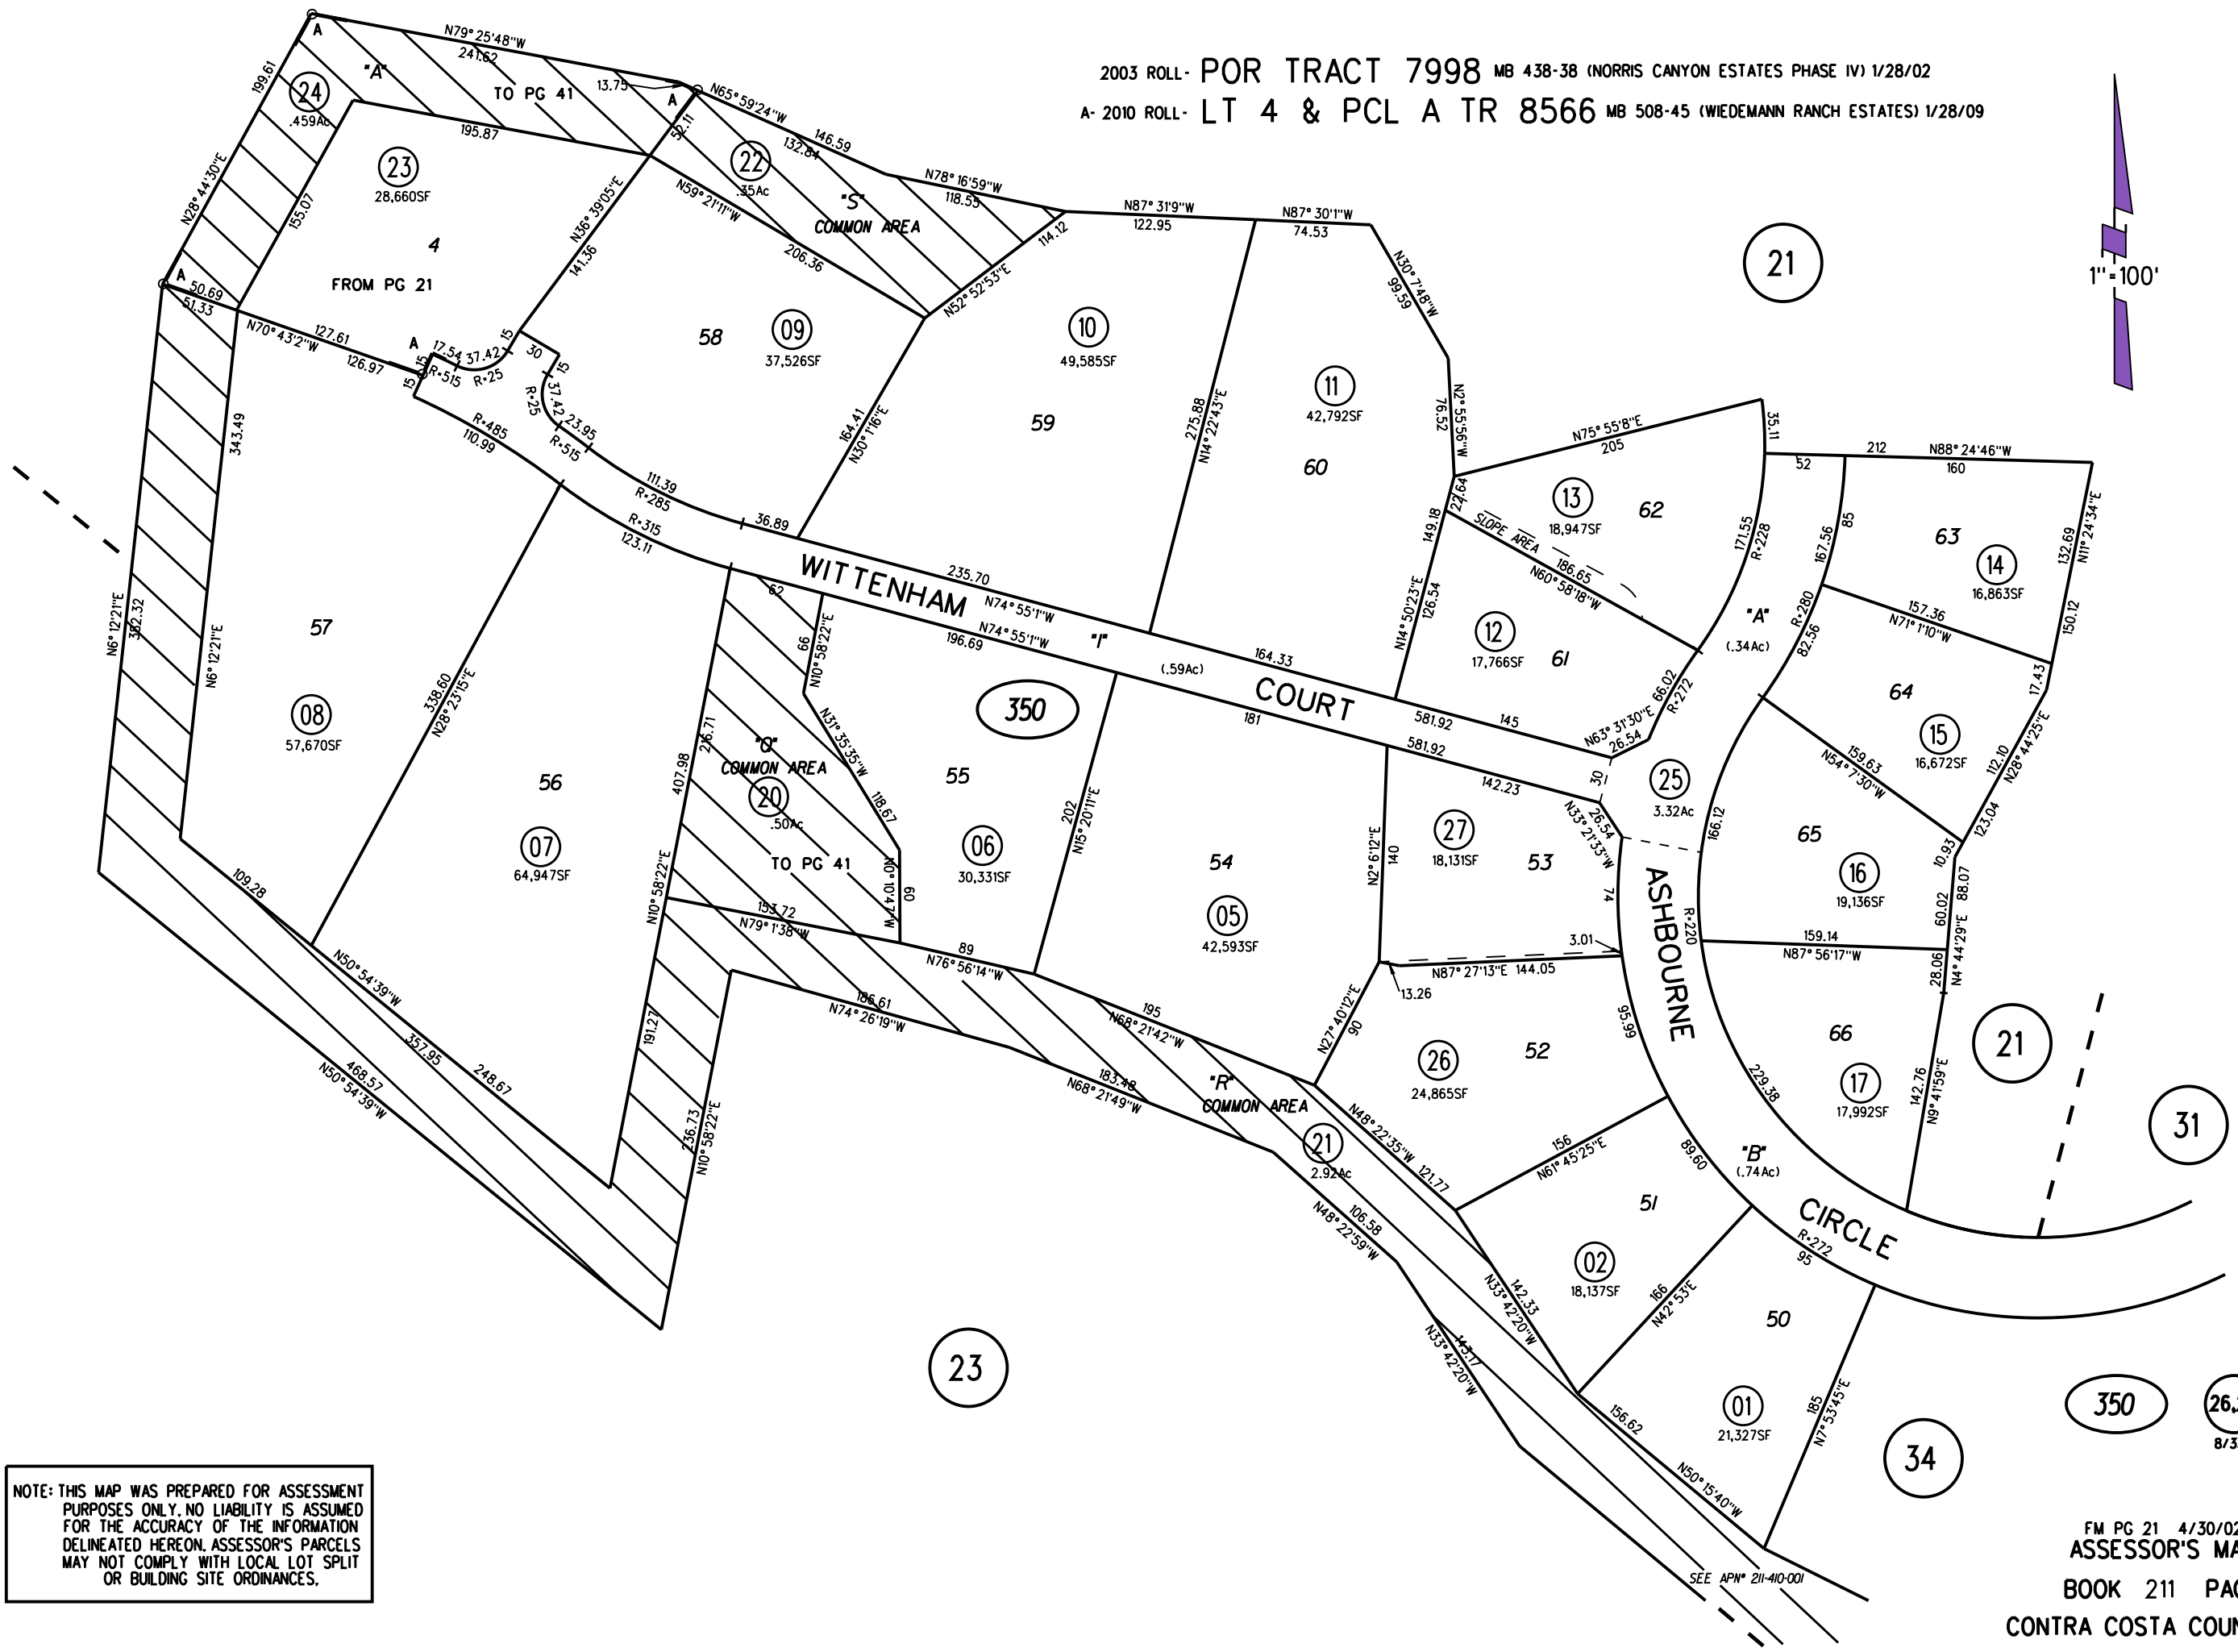 2003 ROLL- POR TRACT 7998 MB 438-38 (NORRIS CANYON ESTATES PHASE IV) 1/28/02
A- 2010 ROLL- LT 4 & PCL A TR 8566 MB 508-45 (WIEDEMANN RANCH ESTATES) 1/28/09
1"=100'
21
A
N79°25'48"W
241.62
"A"
TO PG 41
13.75
A
199.61
24
.459Ac
195.87
N28°44'30"E
155.07
23
28,660SF
4
FROM PG 21
52.11
N36°39'05"E
141.36
N65°59'24"W
146.59
132.84
22
.35Ac
"S"
COMMON AREA
N78°16'59"W
118.55
114.12
N52°52'53"E
N59°21'11"W
206.36
N87°31'9"W
122.95
N87°30'1"W
74.53
N30°7'48"W
99.59
N2°55'56"W
76.52
A
50.69
51.33
N70°43'2"W
127.61
126.97
A
15
15
17.54
R=515
37.42
R=25
15
30
15
37.42
R=25
23.95
R=515
R=485
110.99
111.39
R=285
36.89
R=315
123.11
58
09
37,526SF
164.41
N30°1'16"E
10
49,585SF
59
275.88
N14°22'43"E
11
42,792SF
60
N75°55'8"E
205
35.11
22.64
149.18
13
18,947SF
62
SLOPE AREA
186.65
N60°58'18"W
171.55
R=228
N14°50'23"E
126.54
12
17,766SF
61
212
N88°24'46"W
52
160
85
167.56
63
14
16,863SF
132.69
N11°24'34"E
150.12
157.36
N71°1'10"W
R=280
82.56
"A"
(.34Ac)
17.43
64
15
16,672SF
112.10
N28°44'25"E
123.04
159.63
N54°7'30"W
10.93
343.49
N6°12'21"E
N6°12'21"E
382.32
57
08
57,670SF
338.60
N28°23'15"E
56
07
64,947SF
WITTENHAM COURT
235.70
N74°55'1"W
N74°55'1"W
196.69
"I"
(.59Ac)
164.33
181
581.92
145
581.92
142.23
62
66
N10°58'22"E
N31°35'35"W
118.67
216.71
407.98
N10°58'22"E
"Q"
COMMON AREA
20
.50Ac
TO PG 41
N0°10'47"W
60
153.72
N79°1'38"W
350
55
06
30,331SF
202
N15°20'11"E
89
N76°56'14"W
54
05
42,593SF
N2°6'12"E
140
27
18,131SF
53
N63°31'30"E
26.54
66.02
R=272
30
26.54
N33°21'33"W
74
25
3.32Ac
166.12
R=220
65
16
19,136SF
60.02
88.07
N4°44'29"E
28.06
159.14
N87°56'17"W
3.01
N87°27'13"E 144.05
13.26
N27°40'12"E
90
ASHBOURNE CIRCLE
95.99
26
24,865SF
52
66
17
17,992SF
142.76
N9°41'59"E
229.38
21
31
109.28
N50°54'39"W
357.95
248.67
468.57
N50°54'39"W
191.27
236.73
N10°58'22"E
186.61
N74°26'19"W
195
N68°21'42"W
183.48
N68°21'49"W
"R"
COMMON AREA
21
2.92Ac
N48°22'35"W
121.77
106.58
N48°22'59"W
156
N61°45'25"E
89.60
"B"
(.74Ac)
51
02
18,137SF
166
N42°53'E
R=272
95
142.33
N33°42'20"W
143.17
N33°42'20"W
50
01
21,327SF
185
N7°53'45"E
156.62
N50°15'40"W
23
34
350
SEE APN# 211-410-001
NOTE: THIS MAP WAS PREPARED FOR ASSESSMENT
PURPOSES ONLY. NO LIABILITY IS ASSUMED
FOR THE ACCURACY OF THE INFORMATION
DELINEATED HEREON. ASSESSOR'S PARCELS
MAY NOT COMPLY WITH LOCAL LOT SPLIT
OR BUILDING SITE ORDINANCES.
FM PG 21 4/30/02
ASSESSOR'S
BOOK 211
CONTRA COSTA